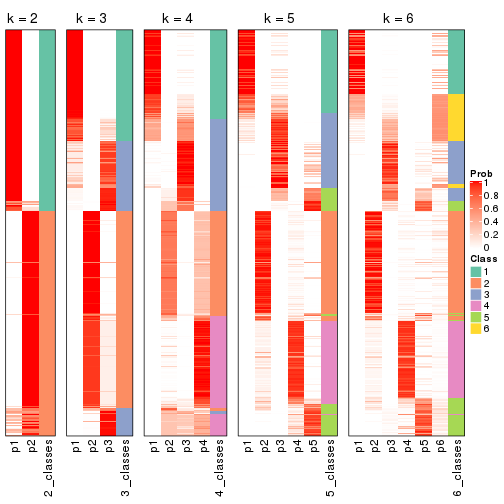 k = 2
k = 3
k = 4
k = 5
k = 6
p1
p2
2_classes
p1
p2
p3
3_classes
p1
p2
p3
p4
4_classes
p1
p2
p3
p4
p5
5_classes
p1
p2
p3
p4
p5
p6
6_classes
Prob
1
0.8
0.6
0.4
0.2
0
Class
1
2
3
4
5
6